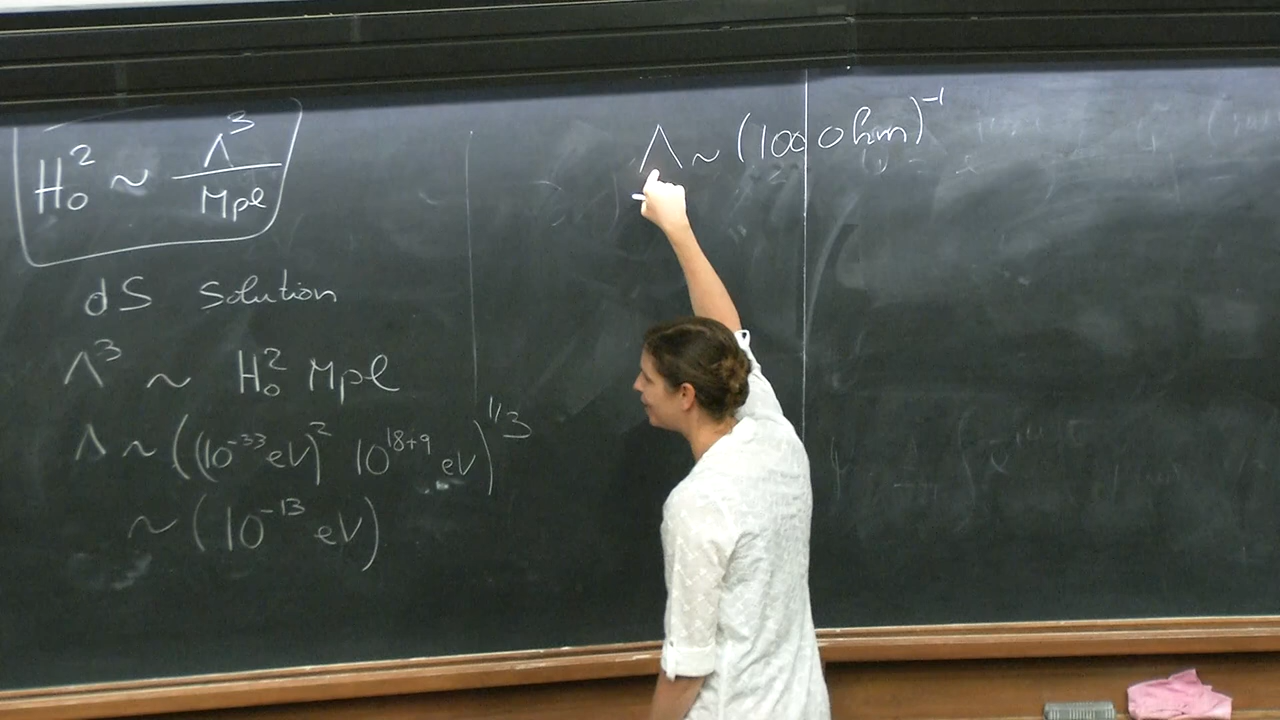 H₀² ~ Λ³/Mpl
dS Solution
Λ³ ~ H₀² Mpl
Λ ~ ((10⁻³³ eV)² 10¹⁸⁺⁹ eV)^{1/3}
~ (10⁻¹³ eV)
Λ ~ (1000 km)⁻¹